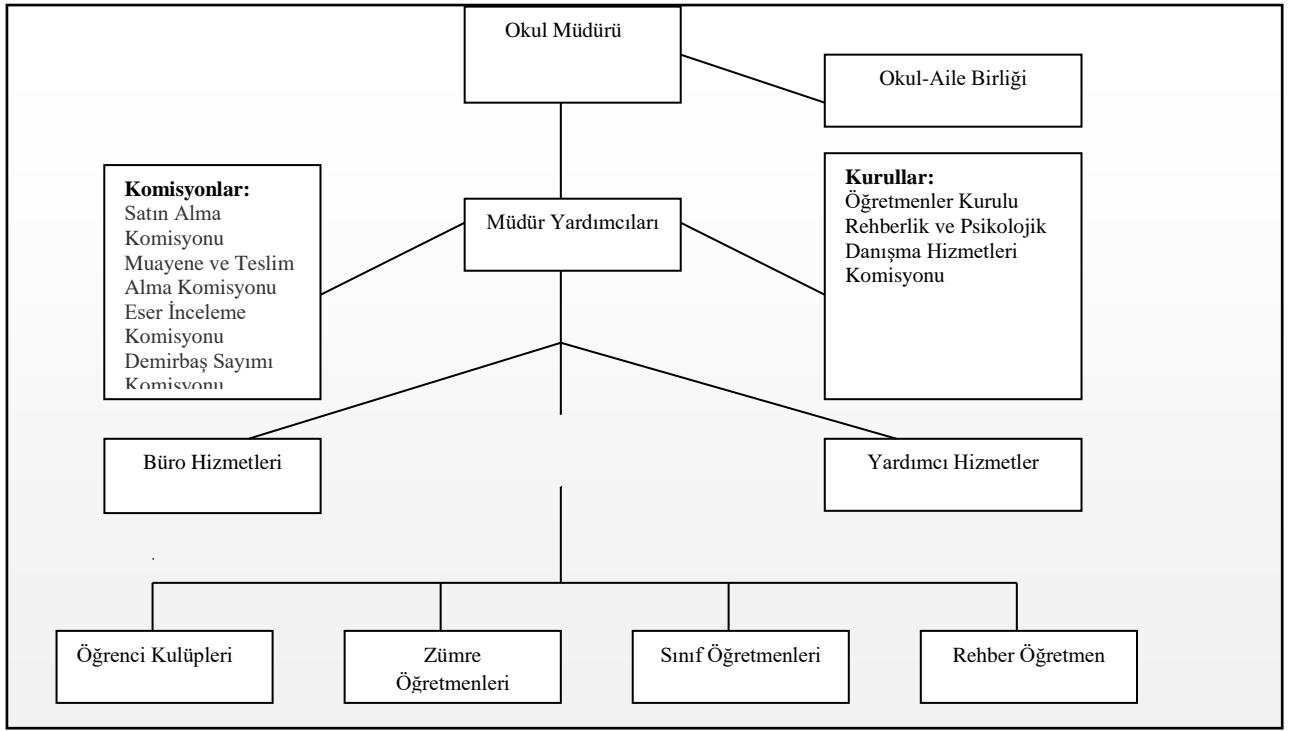 Okul Müdürü
Okul-Aile Birliği
Komisyonlar:
Satın Alma
Komisyonu
Muayene ve Teslim
Alma Komisyonu
Eser İnceleme
Komisyonu
Demirbaş Sayımı
Komisyonu
Müdür Yardımcıları
Kurullar:
Öğretmenler Kurulu
Rehberlik ve Psikolojik
Danışma Hizmetleri
Komisyonu
Büro Hizmetleri
Yardımcı Hizmetler
Öğrenci Kulüpleri
Zümre
Öğretmenleri
Sınıf Öğretmenleri
Rehber Öğretmen